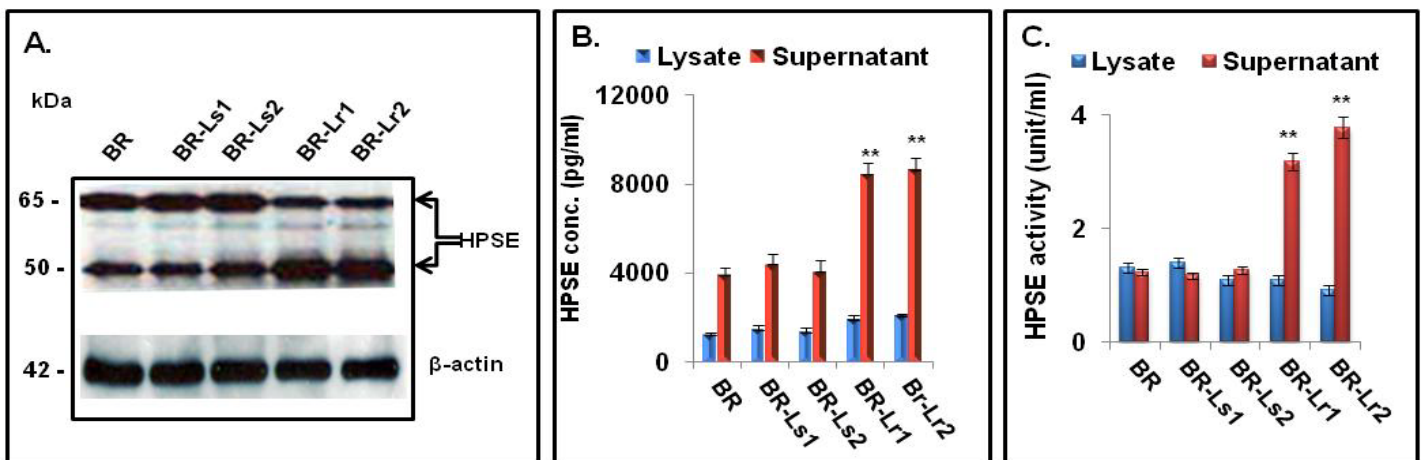 A.
kDa
BR
BR-Ls1
BR-Ls2
BR-Lr1
BR-Lr2
65 -
50 -
HPSE
42 -
β-actin
B.
Lysate Supernatant
HPSE conc. (pg/ml)
12000
8000
4000
0
** **
BR
BR-Ls1
BR-Ls2
BR-Lr1
Br-Lr2
C.
Lysate Supernatant
HPSE activity (unit/ml)
4
2
0
** **
BR
BR-Ls1
BR-Ls2
BR-Lr1
BR-Lr2